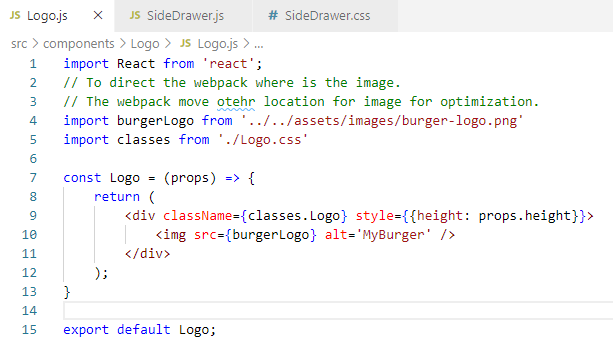 JS Logo.js × JS SideDrawer.js # SideDrawer.css
src > components > Logo > JS Logo.js > ...
1 import React from 'react';
2 // To direct the webpack where is the image.
3 // The webpack move otehr location for image for optimization.
4 import burgerLogo from '../../assets/images/burger-logo.png'
5 import classes from './Logo.css'
6
7 const Logo = (props) => {
8     return (
9         <div className={classes.Logo} style={{height: props.height}}>
10             <img src={burgerLogo} alt='MyBurger' />
11         </div>
12     );
13 }
14
15 export default Logo;